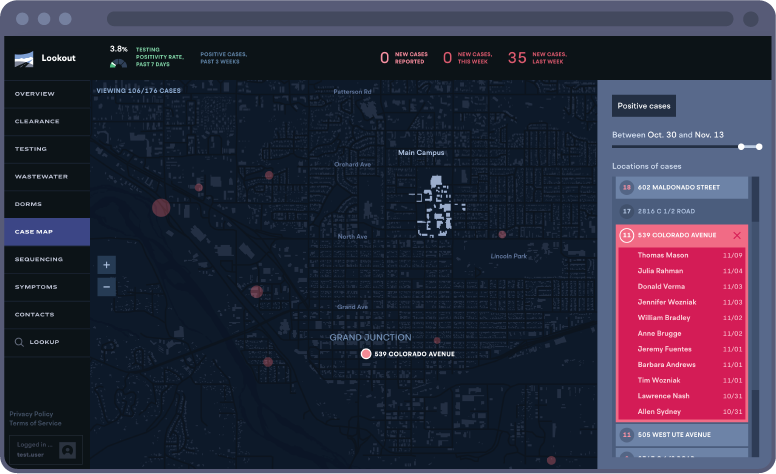 Lookout
3.8%
TESTING
POSITIVITY RATE,
PAST 7 DAYS
POSITIVE CASES,
PAST 3 WEEKS
0 NEW CASES
REPORTED
0 NEW CASES
THIS WEEK
35 NEW CASES,
LAST WEEK
OVERVIEW
CLEARANCE
TESTING
WASTEWATER
DORMS
CASE MAP
SEQUENCING
SYMPTOMS
CONTACTS
LOOKUP
Privacy Policy
Terms of Service
Logged in ...
test.user
VIEWING 106/176 CASES
Patterson Rd
Main Campus
Orchard Ave
North Ave
Lincoln Park
+
−
Grand Ave
GRAND JUNCTION
539 COLORADO AVENUE
Positive cases
Between Oct. 30 and Nov. 13
Locations of cases
18 602 MALDONADO STREET
17 2816 C 1/2 ROAD
11 539 COLORADO AVENUE
Thomas Mason 11/09
Julia Rahman 11/04
Donald Verma 11/03
Jennifer Wozniak 11/03
William Bradley 11/02
Anne Brugge 11/02
Jeremy Fuentes 11/01
Barbara Andrews 11/01
Tim Wozniak 11/01
Lawrence Nash 10/31
Allen Sydney 10/31
11 505 WEST UTE AVENUE